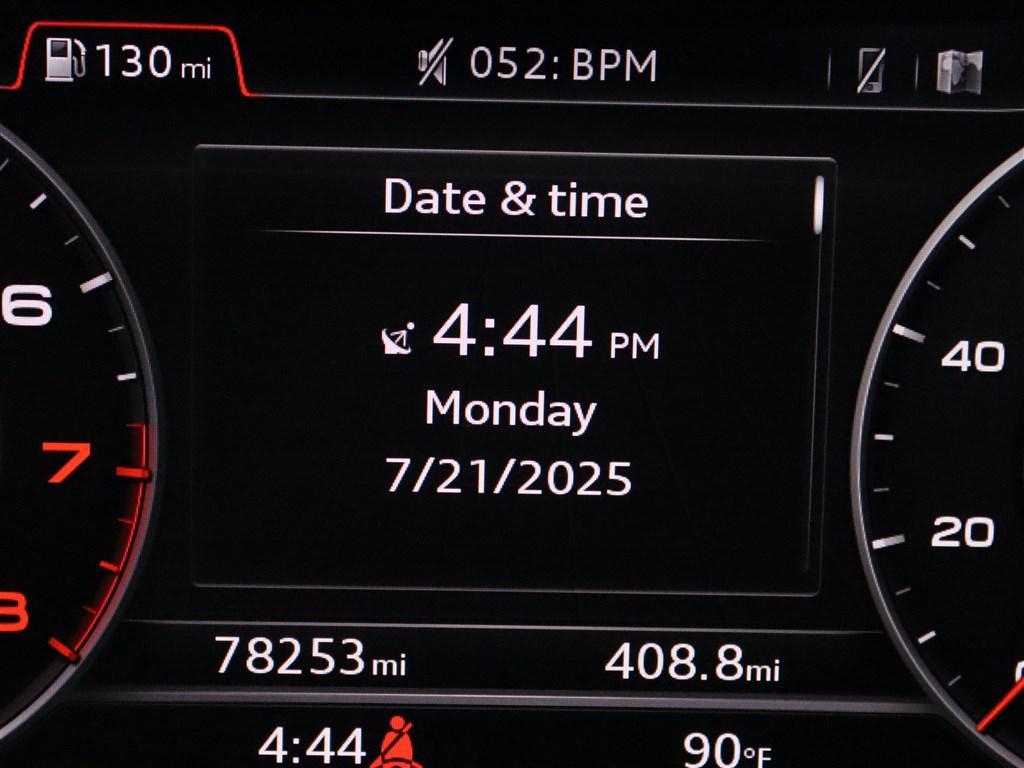 130 mi
052: BPM
Date & time
4:44 PM
Monday
7/21/2025
6
7
8
40
20
78253 mi
408.8 mi
4:44
90°F